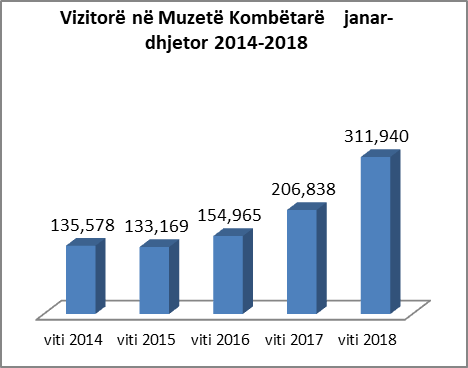 Vizitorë në Muzetë Kombëtarë janar-
dhjetor 2014-2018
311,940
206,838
154,965
135,578 133,169
viti 2014 viti 2015 viti 2016 viti 2017 viti 2018